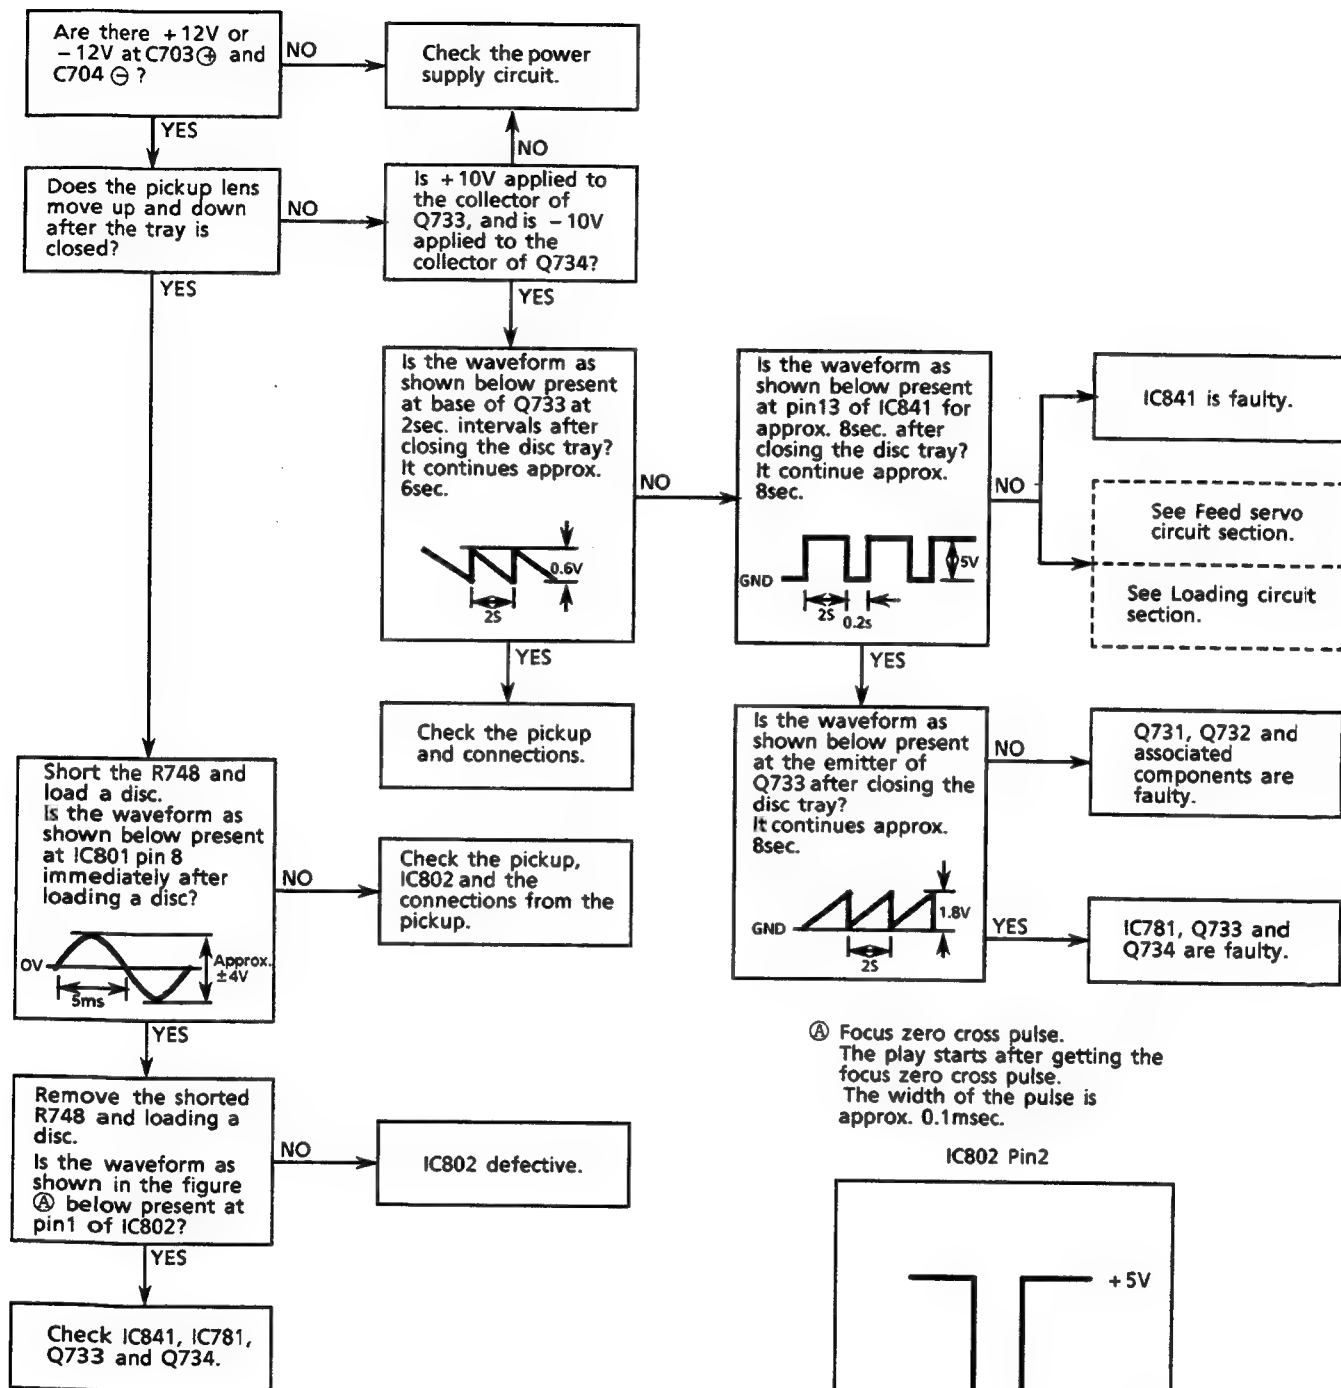 Are there +12V or
−12V at C703⊕ and
C704 ⊖ ?
NO
Check the power
supply circuit.
YES
NO
Does the pickup lens
move up and down
after the tray is
closed?
NO
Is +10V applied to
the collector of
Q733, and is −10V
applied to the
collector of Q734?
YES
YES
Is the waveform as
shown below present
at base of Q733 at
2sec. intervals after
closing the disc tray?
It continues approx.
6sec.
0.6V
2S
NO
Is the waveform as
shown below present
at pin13 of IC841 for
approx. 8sec. after
closing the disc tray?
It continue approx.
8sec.
GND
5V
2S
0.2s
NO
IC841 is faulty.
See Feed servo
circuit section.
See Loading circuit
section.
YES
YES
Check the pickup
and connections.
Is the waveform as
shown below present
at the emitter of
Q733 after closing the
disc tray?
It continues approx.
8sec.
GND
1.8V
2S
NO
Q731, Q732 and
associated
components are
faulty.
YES
IC781, Q733 and
Q734 are faulty.
Short the R748 and
load a disc.
Is the waveform as
shown below present
at IC801 pin 8
immediately after
loading a disc?
0V
Approx.
±4V
5ms
NO
Check the pickup,
IC802 and the
connections from the
pickup.
YES
Remove the shorted
R748 and loading a
disc.
Is the waveform as
shown in the figure
Ⓐ below present at
pin1 of IC802?
NO
IC802 defective.
YES
Check IC841, IC781,
Q733 and Q734.
Ⓐ Focus zero cross pulse.
The play starts after getting the
focus zero cross pulse.
The width of the pulse is
approx. 0.1msec.
IC802 Pin2
+5V